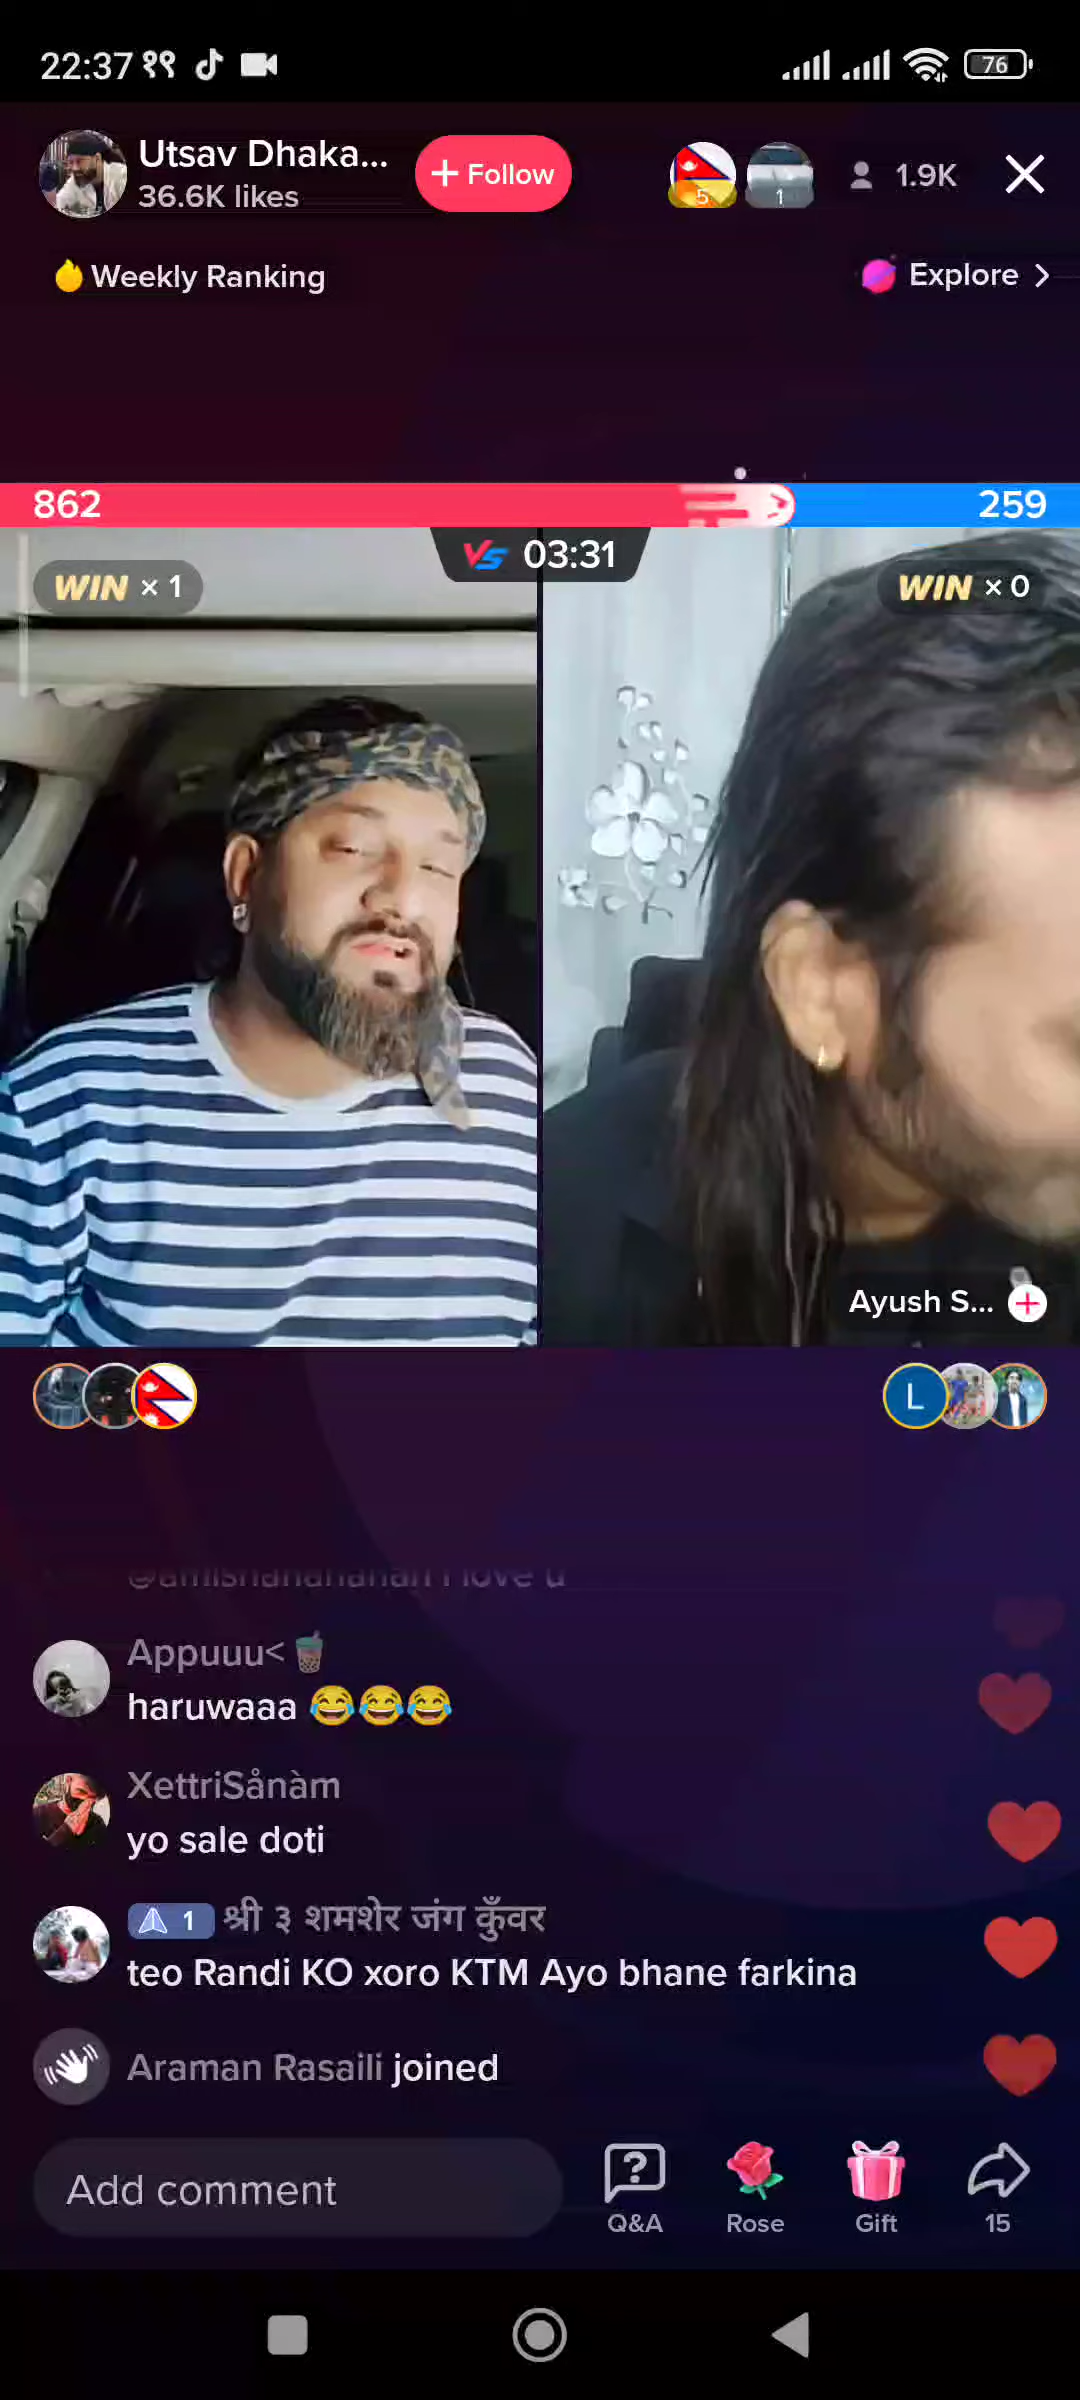 22:37 ११
76
Utsav Dhaka...
36.6K likes
+ Follow
5
1
1.9K
Weekly Ranking
Explore >
862
259
VS 03:31
WIN × 1
WIN × 0
Ayush S...
L
Appuuu<
haruwaaa 😂😂😂
XettriSånàm
yo sale doti
1 श्री ३ शमशेर जंग कुँवर
teo Randi KO xoro KTM Ayo bhane farkina
Araman Rasaili joined
Add comment
Q&A
Rose
Gift
15